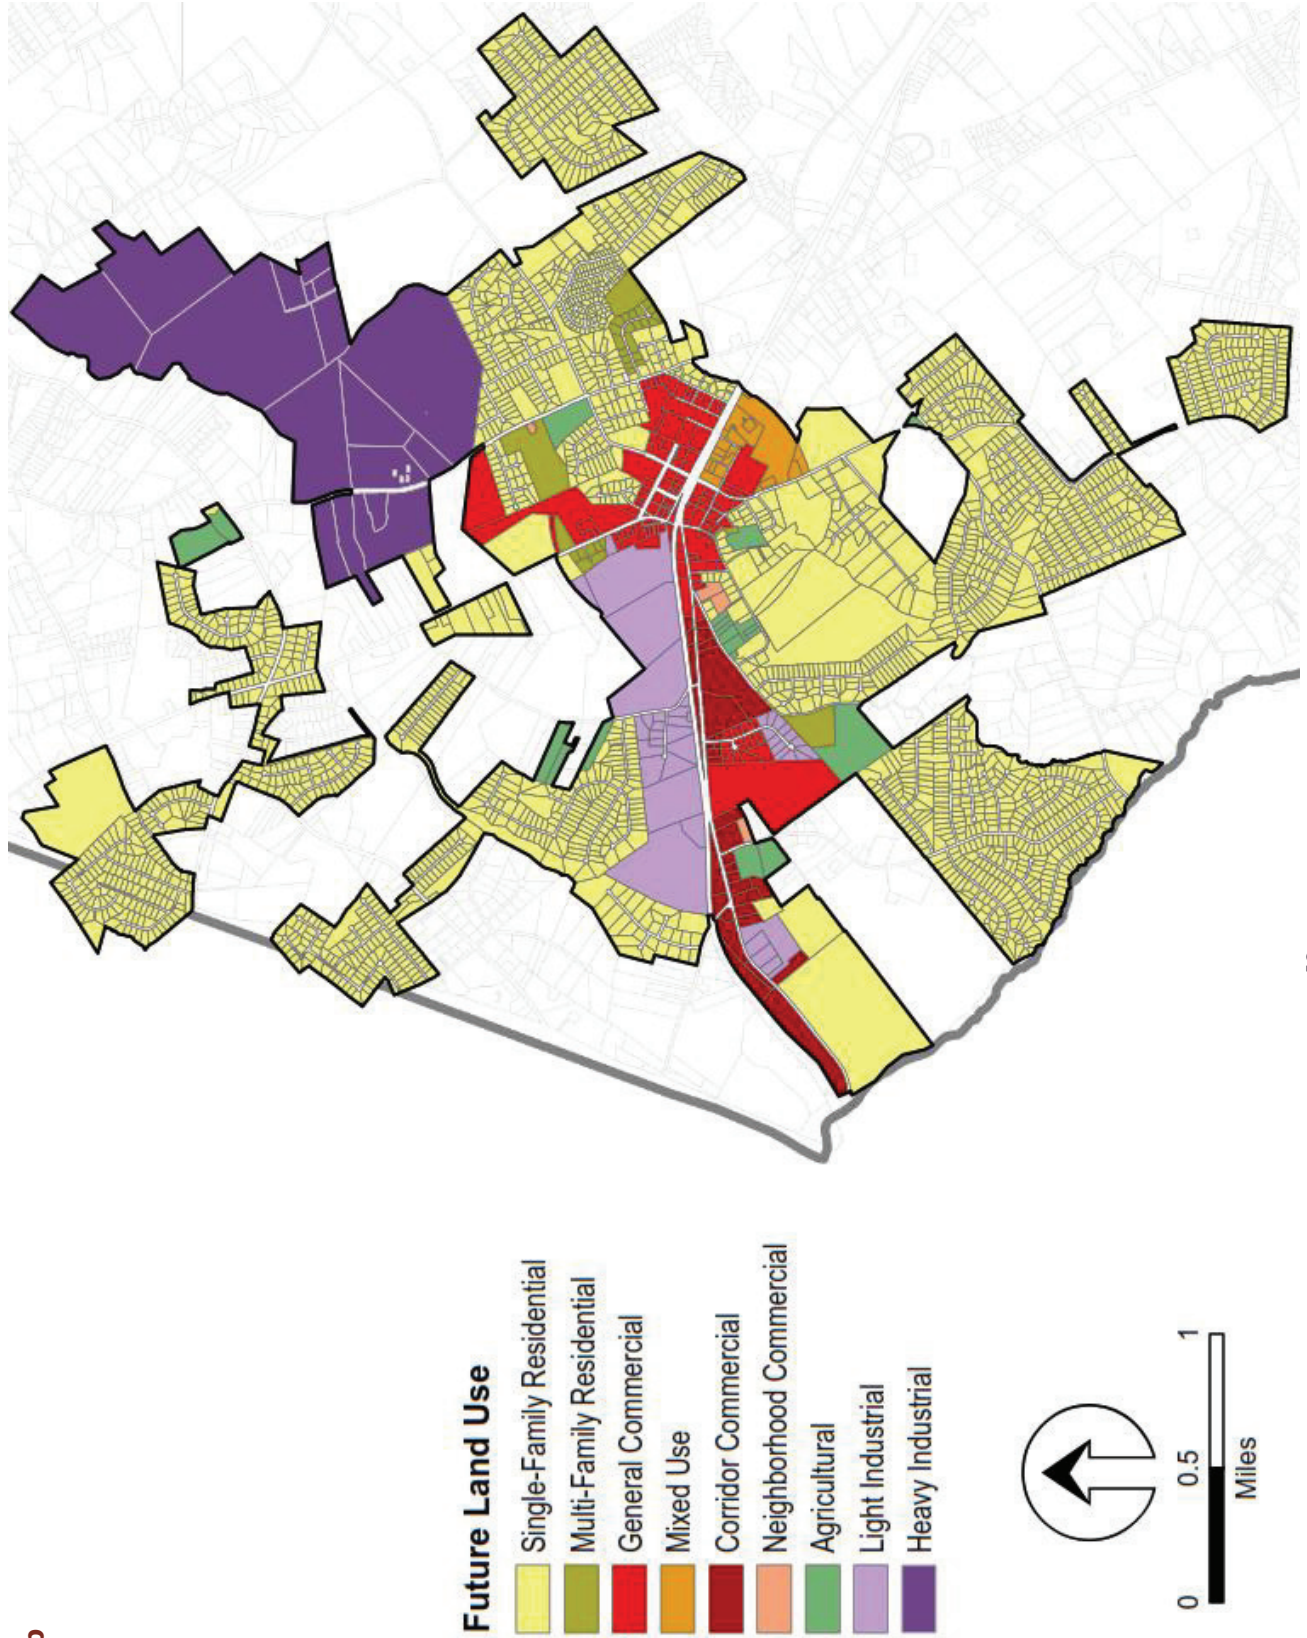 Future Land Use
Single-Family Residential
Multi-Family Residential
General Commercial
Mixed Use
Corridor Commercial
Neighborhood Commercial
Agricultural
Light Industrial
Heavy Industrial
0 0.5 1
Miles